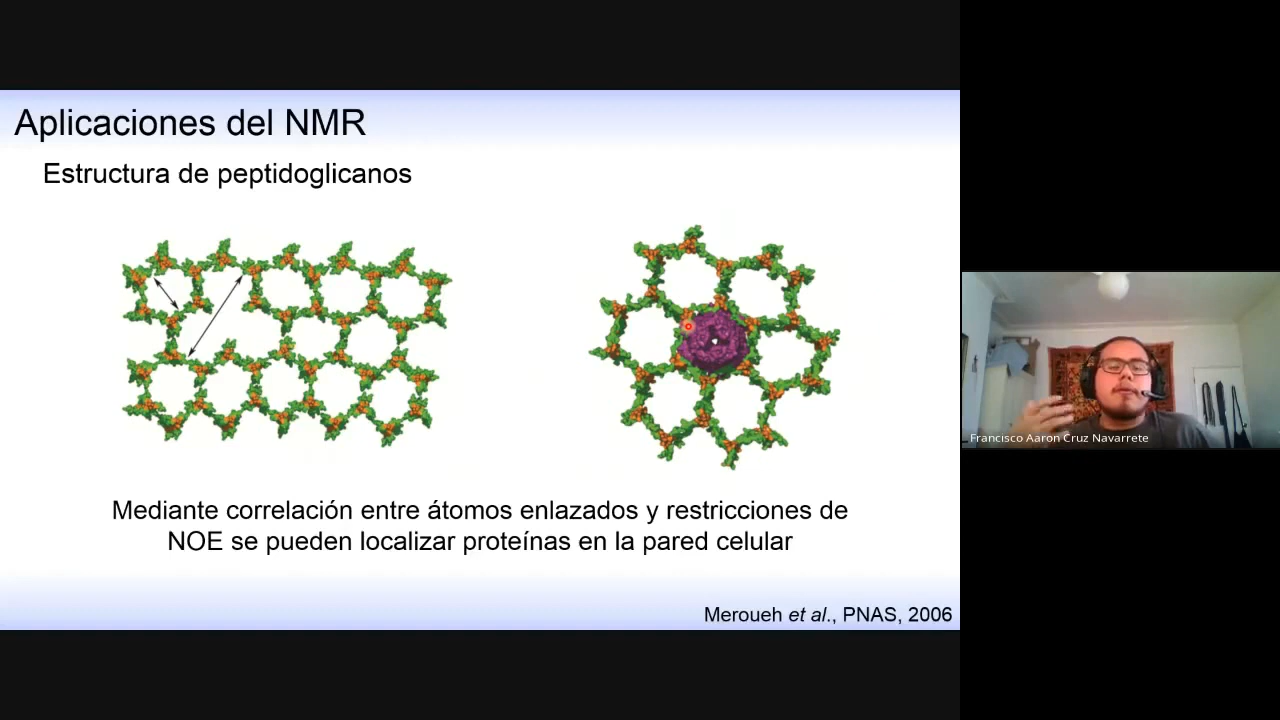 Aplicaciones del NMR
Estructura de peptidoglicanos
Mediante correlación entre átomos enlazados y restricciones de
NOE se pueden localizar proteínas en la pared celular
Meroueh et al., PNAS, 2006
Francisco Aaron Cruz Navarrete